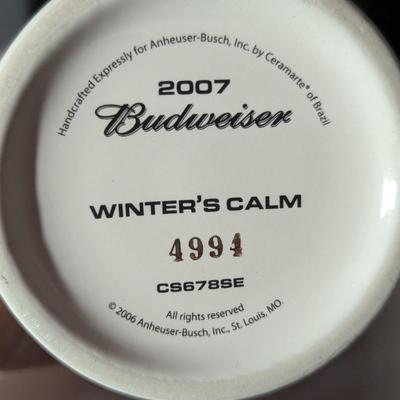 Handcrafted Expressly for Anheuser-Busch, Inc. by Ceramarte® of Brazil
2007
Budweiser
WINTER'S CALM
4994
CS678SE
All rights reserved
© 2006 Anheuser-Busch, Inc., St. Louis, MO.